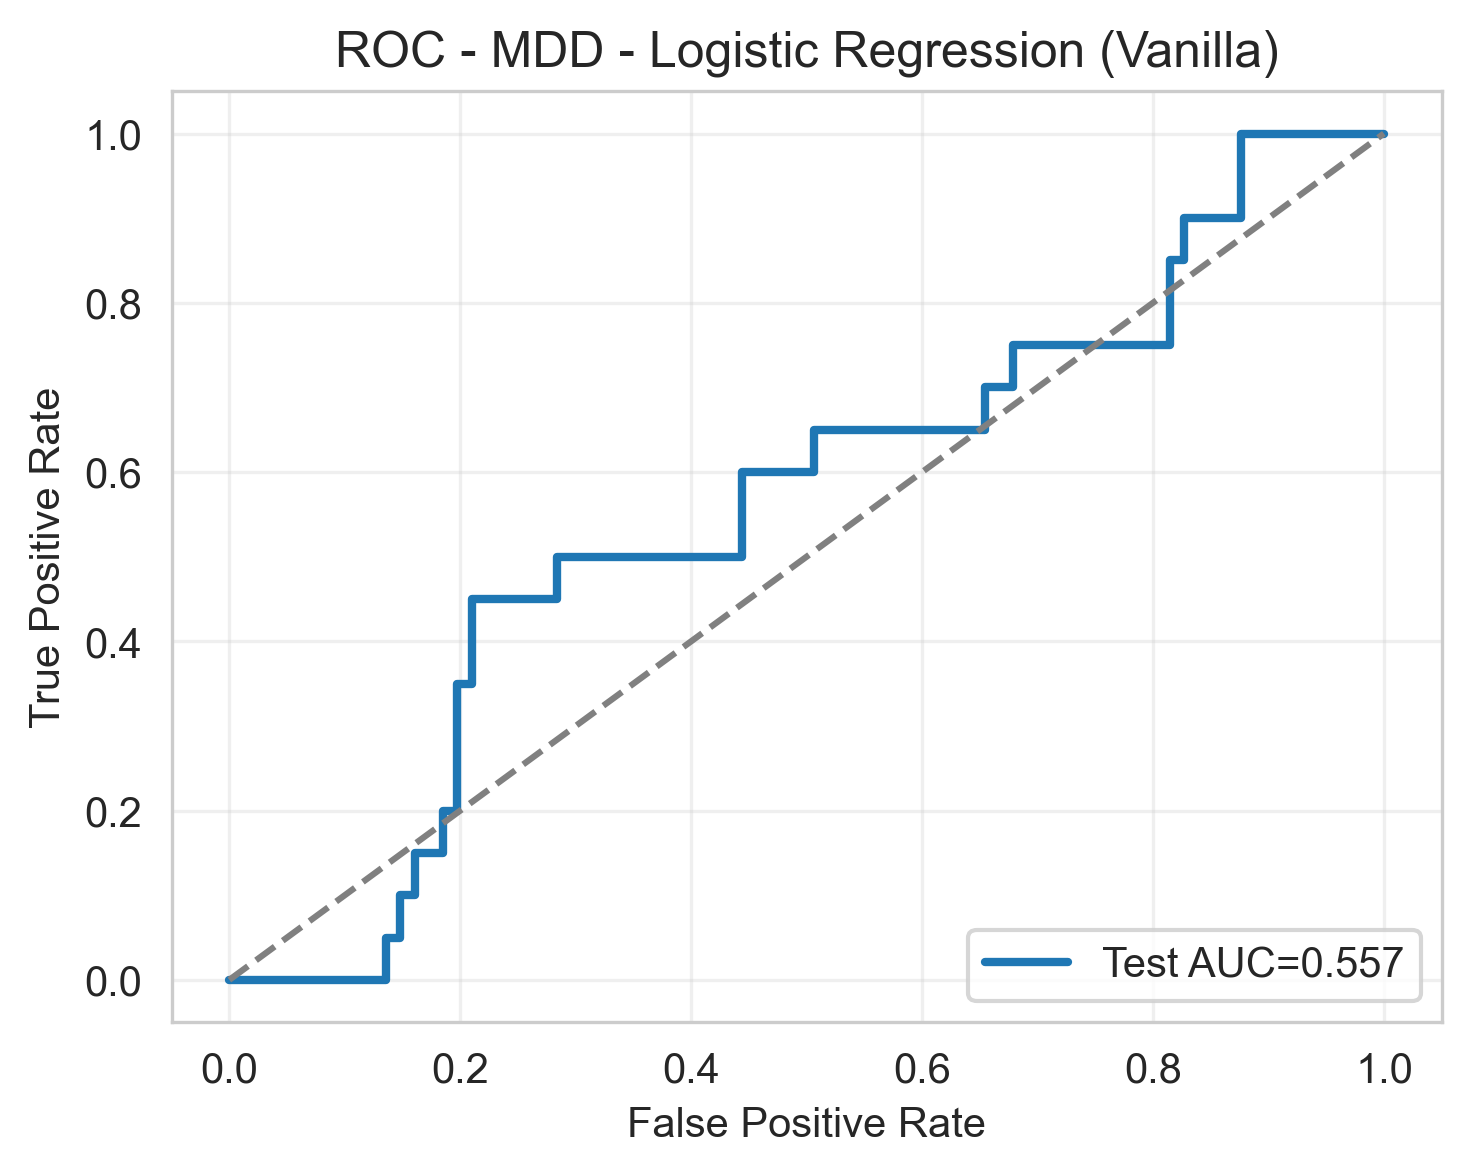 ROC - MDD - Logistic Regression (Vanilla)
True Positive Rate
1.0
0.8
0.6
0.4
0.2
0.0
Test AUC=0.557
0.0 0.2 0.4 0.6 0.8 1.0
False Positive Rate